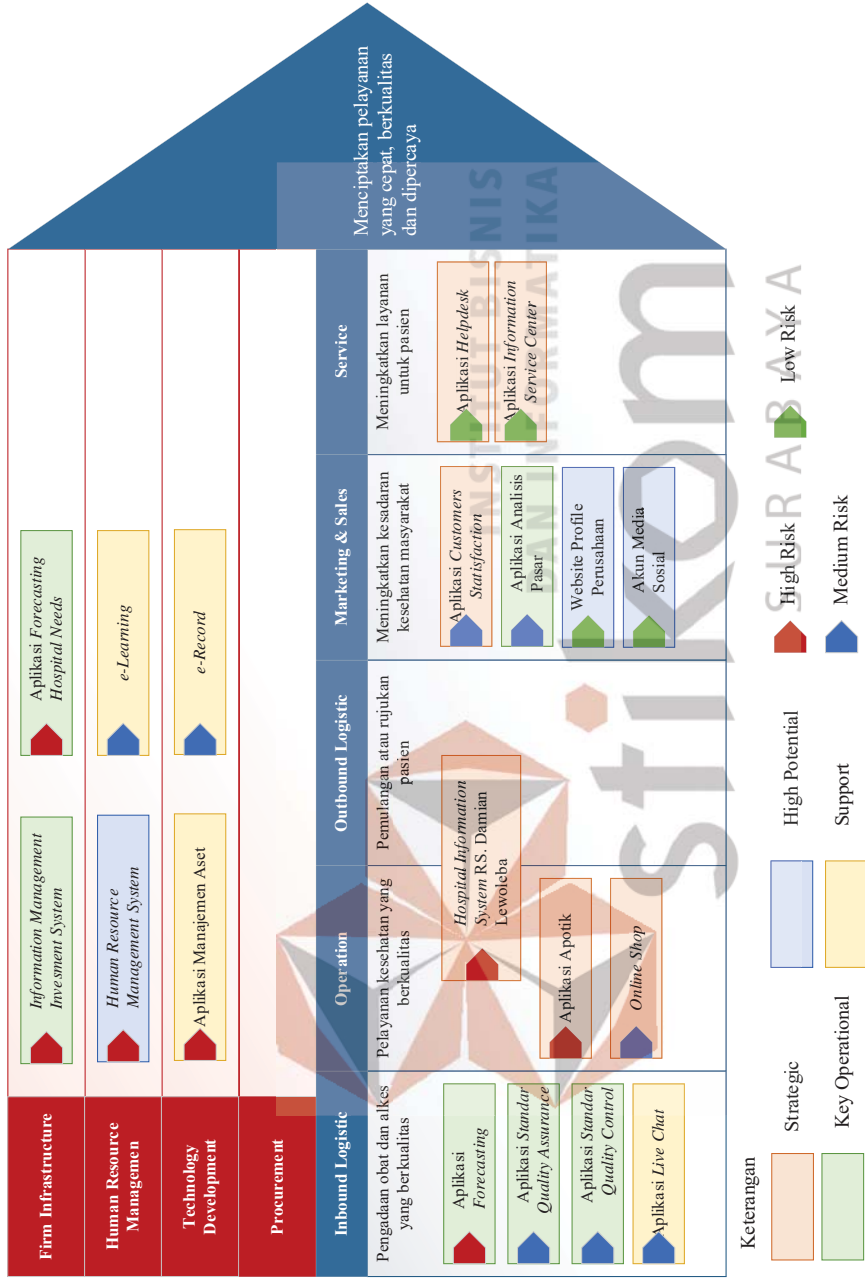 Firm Infrastructure
Information Management
Invesment System
Aplikasi Forecasting
Hospital Needs
Human Resource
Managemen
Human Resource
Management System
e-Learning
Technology
Development
Aplikasi Manajemen Aset
e-Record
Procurement
Inbound Logistic
Operation
Outbound Logistic
Marketing & Sales
Service
Pengadaan obat dan alkes
yang berkualitas
Aplikasi
Forecasting
Aplikasi Standar
Quality Assurance
Aplikasi Standar
Quality Control
Aplikasi Live Chat
Pelayanan kesehatan yang
berkualitas
Hospital Information
System RS. Damian
Lewoleba
Aplikasi Apotik
Online Shop
Pemulangan atau rujukan
pasien
Meningkatkan kesadaran
kesehatan masyarakat
Aplikasi Customers
Statisfaction
Aplikasi Analisis
Pasar
Website Profile
Perusahaan
Akun Media
Sosial
Meningkatkan layanan
untuk pasien
Aplikasi Helpdesk
Aplikasi Information
Service Center
Menciptakan pelayanan
yang cepat, berkualitas
dan dipercaya
Keterangan
Strategic
High Potential
High Risk
Low Risk
Key Operational
Support
Medium Risk
INSTITUT BISNIS
DAN INFORMATIKA
stikom
SURABAYA